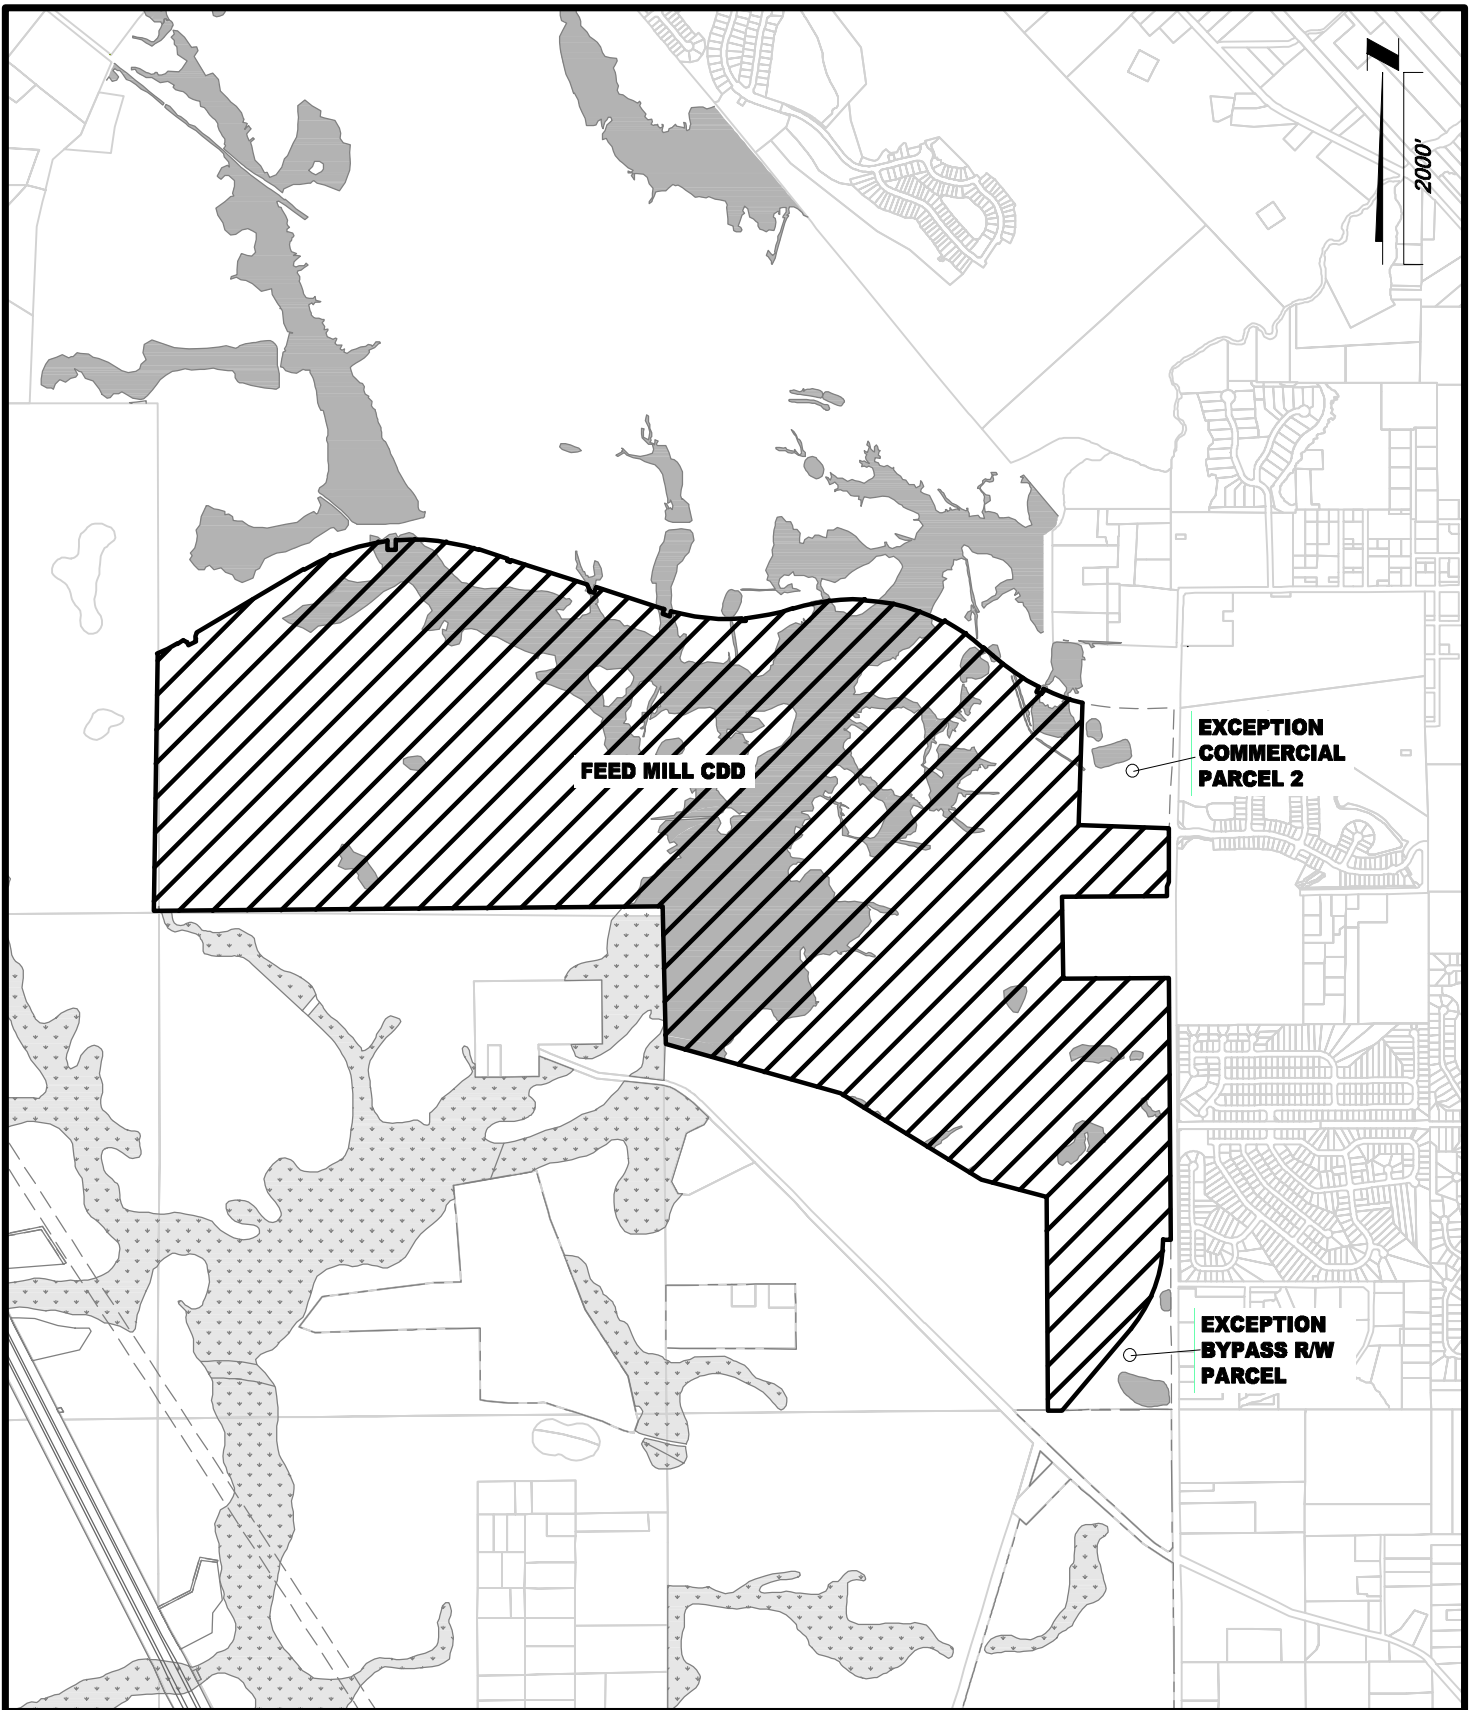 N
2000'
EXCEPTION
COMMERCIAL
PARCEL 2
FEED MILL CDD
EXCEPTION
BYPASS R/W
PARCEL